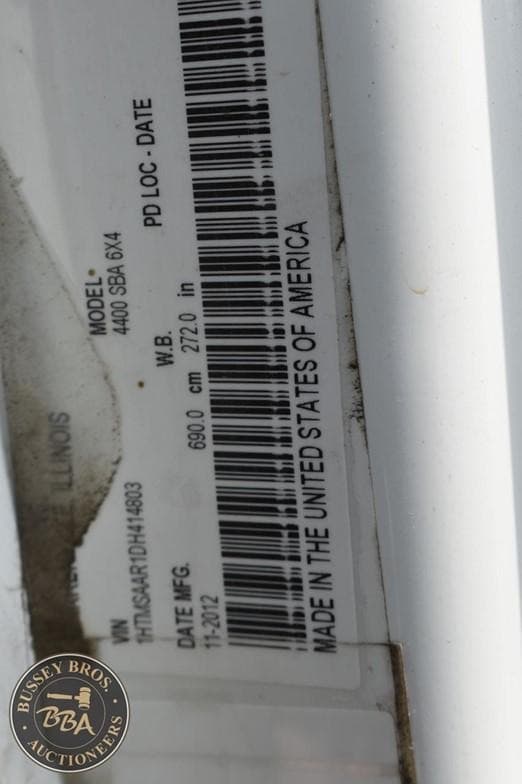 ILLINOIS
MODEL
4400 SBA 6X4
VIN
1HTMSAAR1DH414803
PD LOC - DATE
W.B.
690.0 cm 272.0 in
DATE MFG.
11-2012
MADE IN THE UNITED STATES OF AMERICA
BUSSEY BROS.
BBA
AUCTIONEERS